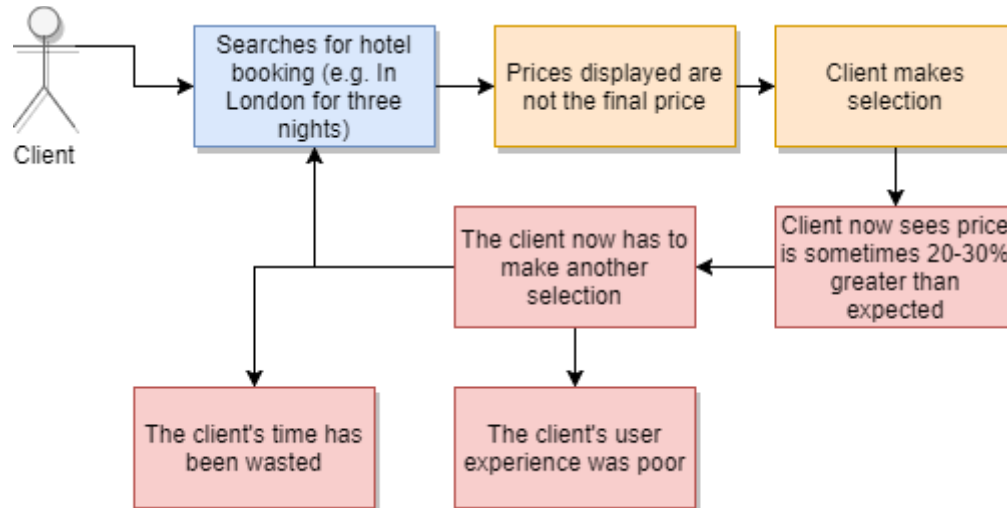 Client
Searches for hotel
booking (e.g. In
London for three
nights)
Prices displayed are
not the final price
Client makes
selection
Client now sees price
is sometimes 20-30%
greater than
expected
The client now has to
make another
selection
The client's time has
been wasted
The client's user
experience was poor